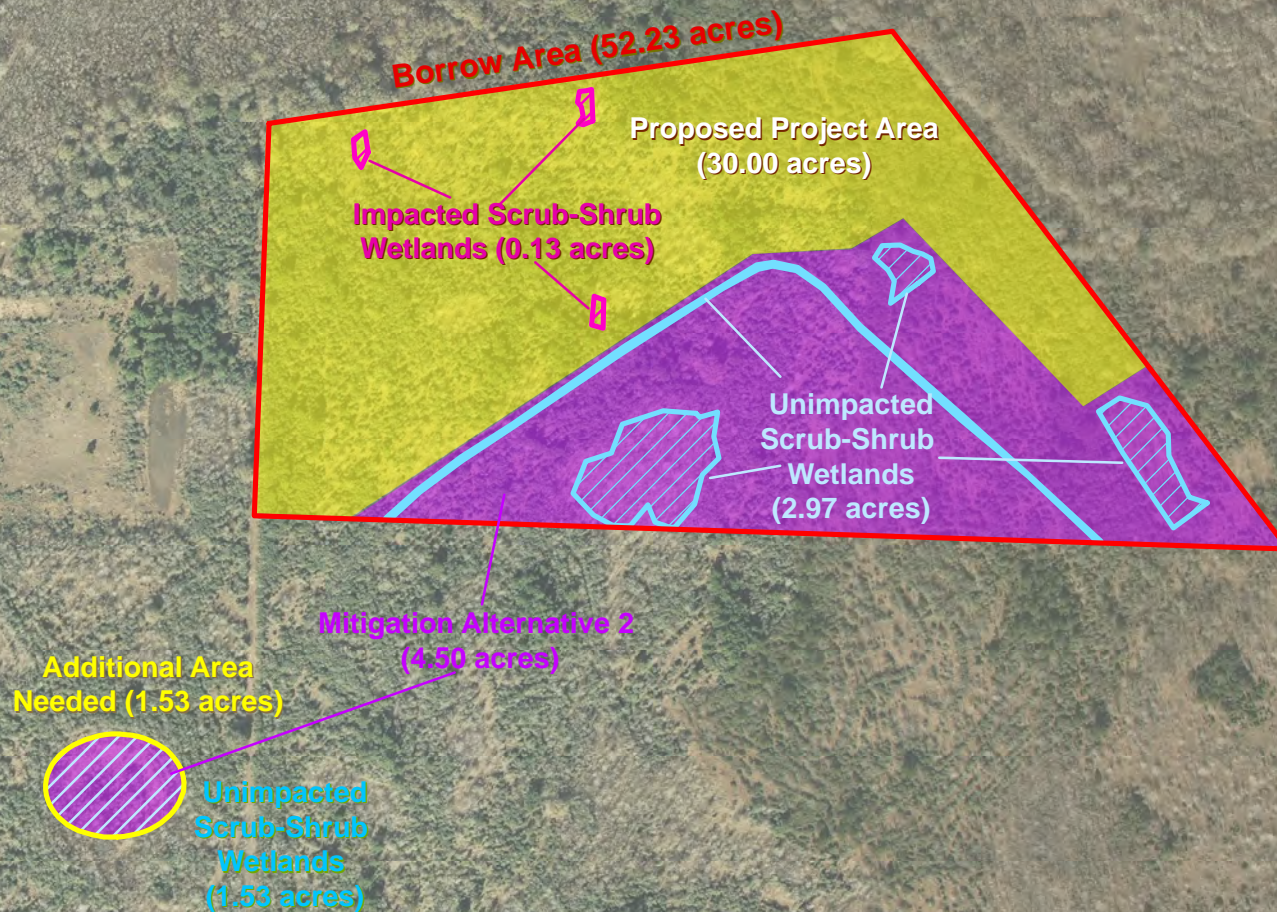 Borrow Area (52.23 acres)
Proposed Project Area
(30.00 acres)
Impacted Scrub-Shrub
Wetlands (0.13 acres)
Unimpacted
Scrub-Shrub
Wetlands
(2.97 acres)
Mitigation Alternative 2
(4.50 acres)
Additional Area
Needed (1.53 acres)
Unimpacted
Scrub-Shrub
Wetlands
(1.53 acres)